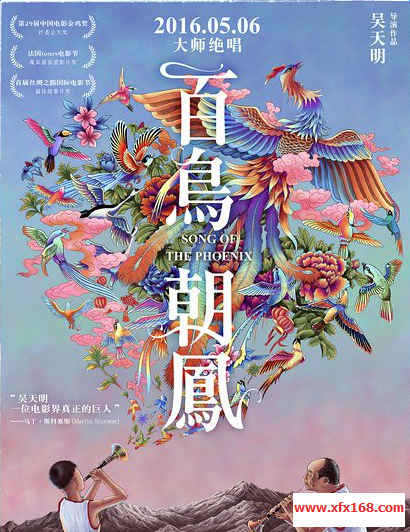 第29届中国电影金鸡奖
评委会大奖
法国tours电影节
观众最喜爱影片奖
首届丝绸之路国际电影节
最佳故事片奖
2016.05.06
大师绝唱
导演作品
吴天明
百鳥朝鳳
SONG OF
THE PHOENIX
“吴天明
一位电影界真正的巨人”
——马丁·斯科塞斯(Martin Scorsese)
www.xfx168.com